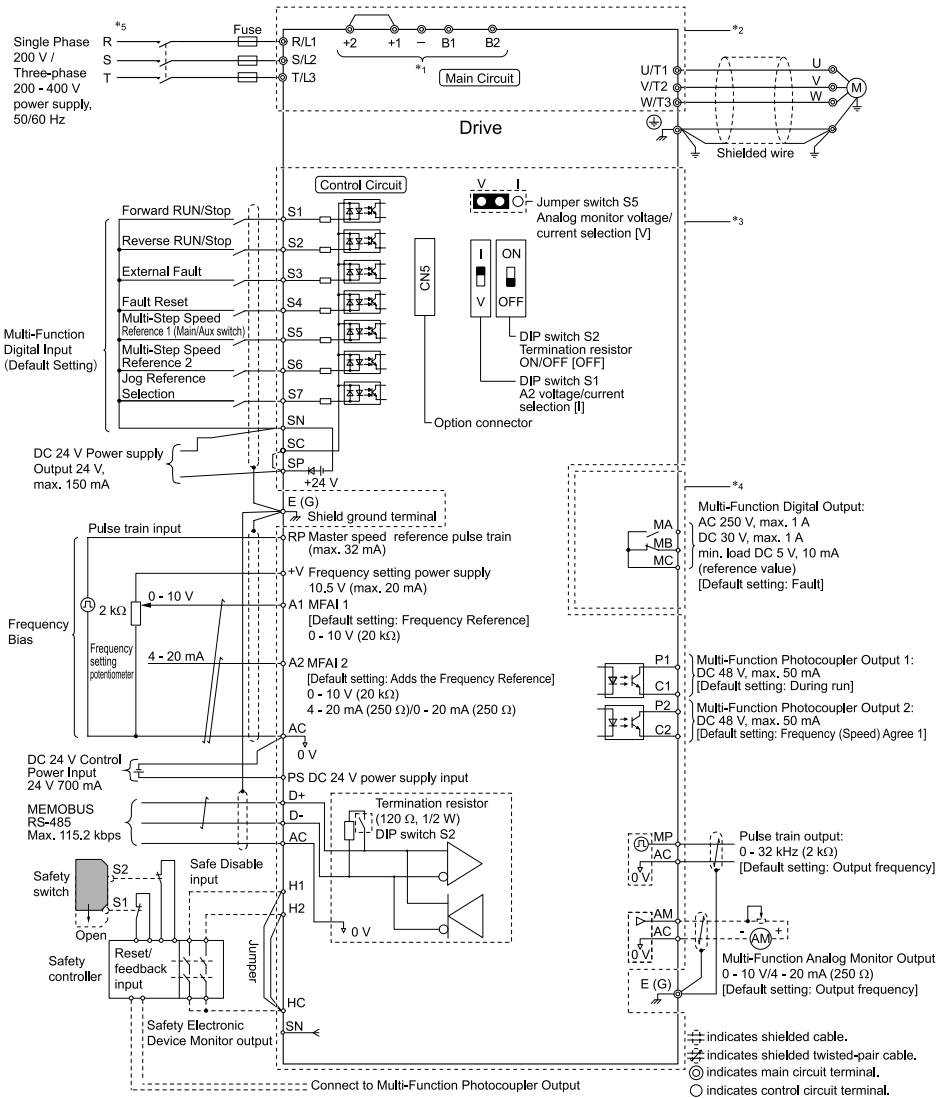 *5
Single Phase
200 V /
Three-phase
200 - 400 V
power supply,
50/60 Hz
R
S
T
Fuse
R/L1
S/L2
T/L3
+2
+1
−
B1
B2
*1
Main Circuit
*2
U/T1
V/T2
W/T3
U
V
W
M
Drive
Shielded wire
Control Circuit
V
I
Jumper switch S5
Analog monitor voltage/
current selection [V]
*3
CN5
I
V
ON
OFF
DIP switch S2
Termination resistor
ON/OFF [OFF]
DIP switch S1
A2 voltage/current
selection [I]
Option connector
Multi-Function
Digital Input
(Default Setting)
Forward RUN/Stop
S1
Reverse RUN/Stop
S2
External Fault
S3
Fault Reset
S4
Multi-Step Speed
Reference 1 (Main/Aux switch)
S5
Multi-Step Speed
Reference 2
S6
Jog Reference
Selection
S7
SN
SC
SP
+24 V
DC 24 V Power supply
Output 24 V,
max. 150 mA
E (G)
Shield ground terminal
*4
MA
MB
MC
Multi-Function Digital Output:
AC 250 V, max. 1 A
DC 30 V, max. 1 A
min. load DC 5 V, 10 mA
(reference value)
[Default setting: Fault]
Pulse train input
RP Master speed reference pulse train
(max. 32 mA)
+V Frequency setting power supply
10.5 V (max. 20 mA)
Frequency
Bias
2 kΩ
0 - 10 V
Frequency
setting
potentiometer
A1 MFAI 1
[Default setting: Frequency Reference]
0 - 10 V (20 kΩ)
4 - 20 mA
A2 MFAI 2
[Default setting: Adds the Frequency Reference]
0 - 10 V (20 kΩ)
4 - 20 mA (250 Ω)/0 - 20 mA (250 Ω)
AC
0 V
P1
C1
Multi-Function Photocoupler Output 1:
DC 48 V, max. 50 mA
[Default setting: During run]
P2
C2
Multi-Function Photocoupler Output 2:
DC 48 V, max. 50 mA
[Default setting: Frequency (Speed) Agree 1]
DC 24 V Control
Power Input
24 V 700 mA
PS DC 24 V power supply input
MEMOBUS
RS-485
Max. 115.2 kbps
D+
D-
AC
Termination resistor
(120 Ω, 1/2 W)
DIP switch S2
0 V
MP
AC
0 V
Pulse train output:
0 - 32 kHz (2 kΩ)
[Default setting: Output frequency]
Safety
switch
S2
S1
Open
Safe Disable
input
H1
H2
Jumper
HC
SN
Safety
controller
Reset/
feedback
input
Safety Electronic
Device Monitor output
Connect to Multi-Function Photocoupler Output
AM
AC
0 V
-
+
AM
Multi-Function Analog Monitor Output
0 - 10 V/4 - 20 mA (250 Ω)
[Default setting: Output frequency]
E (G)
indicates shielded cable.
indicates shielded twisted-pair cable.
indicates main circuit terminal.
indicates control circuit terminal.